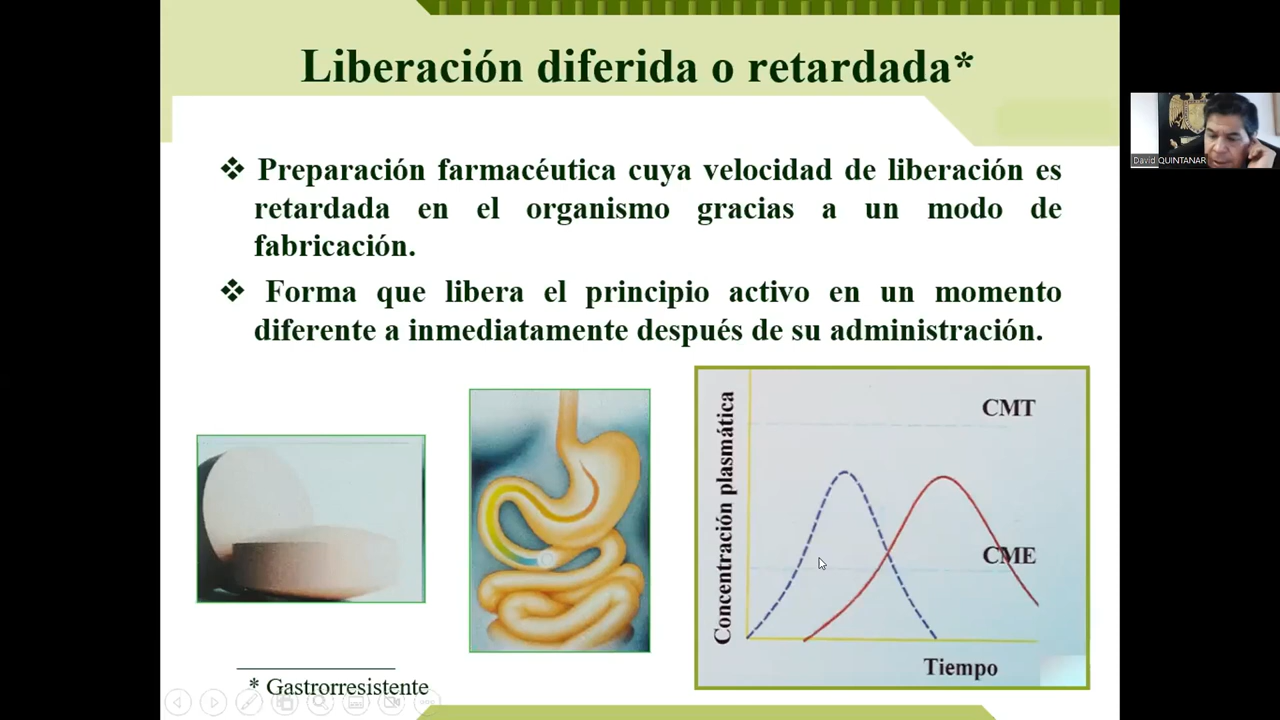 Liberación diferida o retardada*
❖ Preparación farmacéutica cuya velocidad de liberación es
retardada en el organismo gracias a un modo de
fabricación.
❖ Forma que libera el principio activo en un momento
diferente a inmediatamente después de su administración.
Concentración plasmática
CMT
CME
Tiempo
* Gastrorresistente
David QUINTANAR